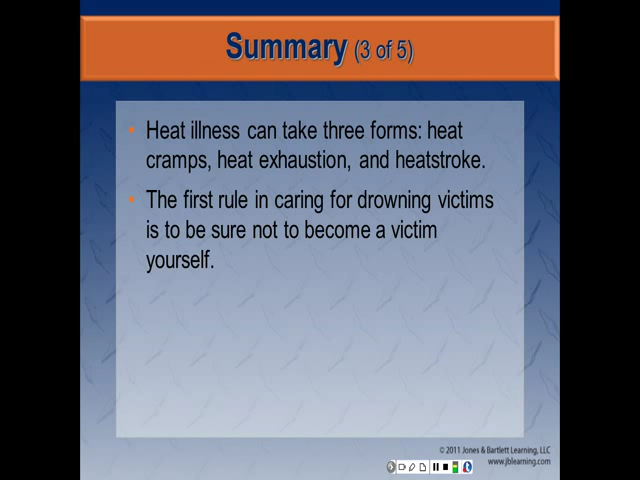 Summary (3 of 5)
• Heat illness can take three forms: heat
cramps, heat exhaustion, and heatstroke.
• The first rule in caring for drowning victims
is to be sure not to become a victim
yourself.
© 2011 Jones & Bartlett Learning, LLC
www.jblearning.com